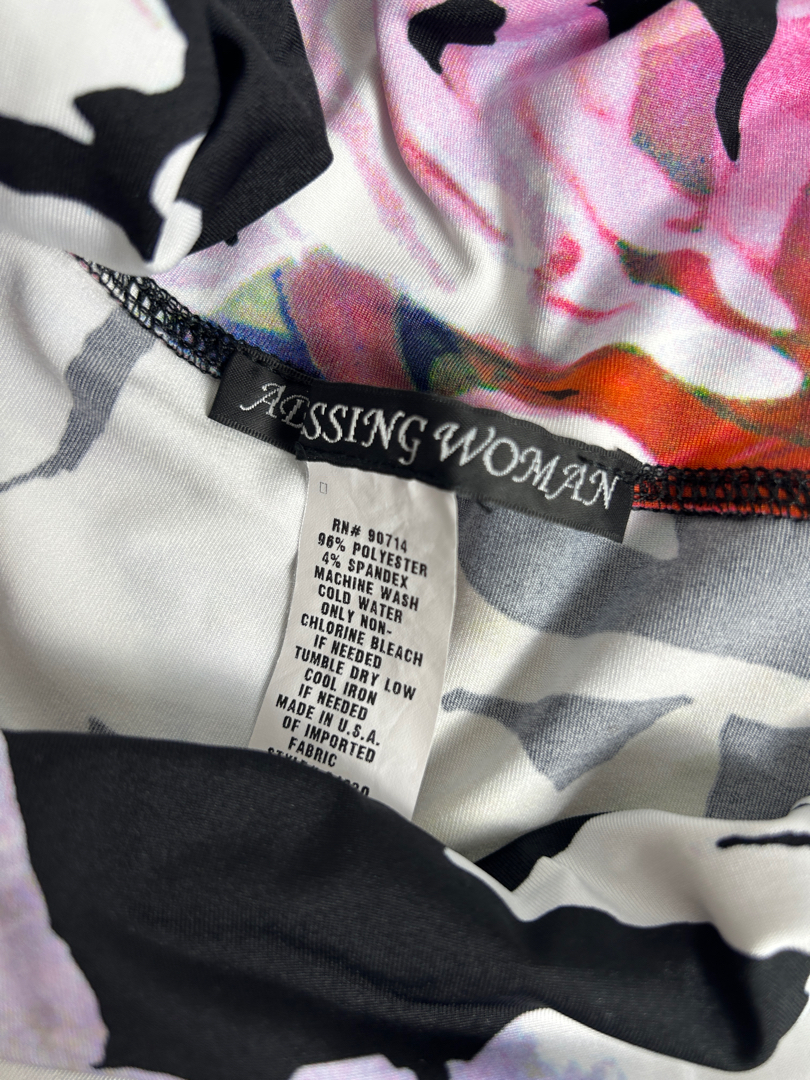 SSING WOMAN
RN# 90714
96% POLYESTER
4% SPANDEX
MACHINE WASH
COLD WATER
ONLY NON-
CHLORINE BLEACH
IF NEEDED
TUMBLE DRY LOW
COOL IRON
IF NEEDED
MADE IN U.S.A.
OF IMPORTED
FABRIC